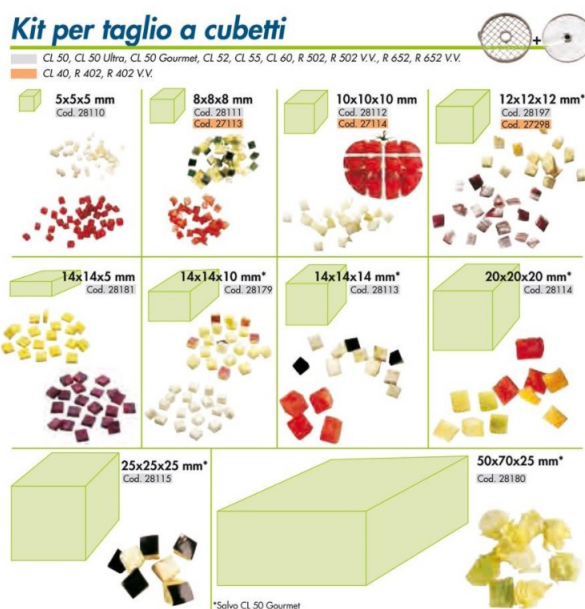 Kit per taglio a cubetti
+
CL 50, CL 50 Ultra, CL 50 Gourmet, CL 52, CL 55, CL 60, R 502, R 502 V.V., R 652, R 652 V.V.
CL 40, R 402, R 402 V.V.
5x5x5 mm
Cod. 28110
8x8x8 mm
Cod. 28111
Cod. 27113
10x10x10 mm
Cod. 28112
Cod. 27114
12x12x12 mm*
Cod. 28197
Cod. 27298
14x14x5 mm
Cod. 28181
14x14x10 mm*
Cod. 28179
14x14x14 mm*
Cod. 28113
20x20x20 mm*
Cod. 28114
25x25x25 mm*
Cod. 28115
50x70x25 mm*
Cod. 28180
*Salvo CL 50 Gourmet